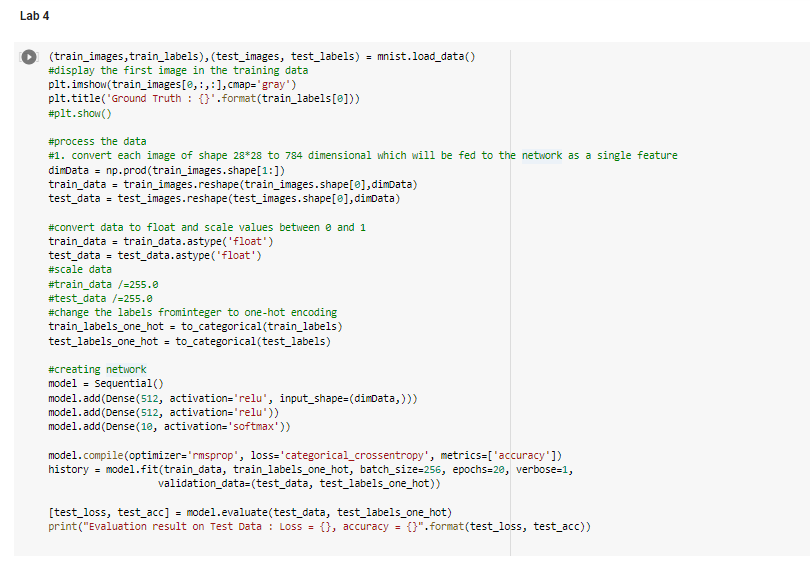 Lab 4
(train_images,train_labels),(test_images, test_labels) = mnist.load_data()
#display the first image in the training data
plt.imshow(train_images[0,:,:],cmap='gray')
plt.title('Ground Truth : {}'.format(train_labels[0]))
#plt.show()
#process the data
#1. convert each image of shape 28*28 to 784 dimensional which will be fed to the network as a single feature
dimData = np.prod(train_images.shape[1:])
train_data = train_images.reshape(train_images.shape[0],dimData)
test_data = test_images.reshape(test_images.shape[0],dimData)
#convert data to float and scale values between 0 and 1
train_data = train_data.astype('float')
test_data = test_data.astype('float')
#scale data
#train_data /=255.0
#test_data /=255.0
#change the labels frominteger to one-hot encoding
train_labels_one_hot = to_categorical(train_labels)
test_labels_one_hot = to_categorical(test_labels)
#creating network
model = Sequential()
model.add(Dense(512, activation='relu', input_shape=(dimData,)))
model.add(Dense(512, activation='relu'))
model.add(Dense(10, activation='softmax'))
model.compile(optimizer='rmsprop', loss='categorical_crossentropy', metrics=['accuracy'])
history = model.fit(train_data, train_labels_one_hot, batch_size=256, epochs=20, verbose=1,
validation_data=(test_data, test_labels_one_hot))
[test_loss, test_acc] = model.evaluate(test_data, test_labels_one_hot)
print("Evaluation result on Test Data : Loss = {}, accuracy = {}".format(test_loss, test_acc))